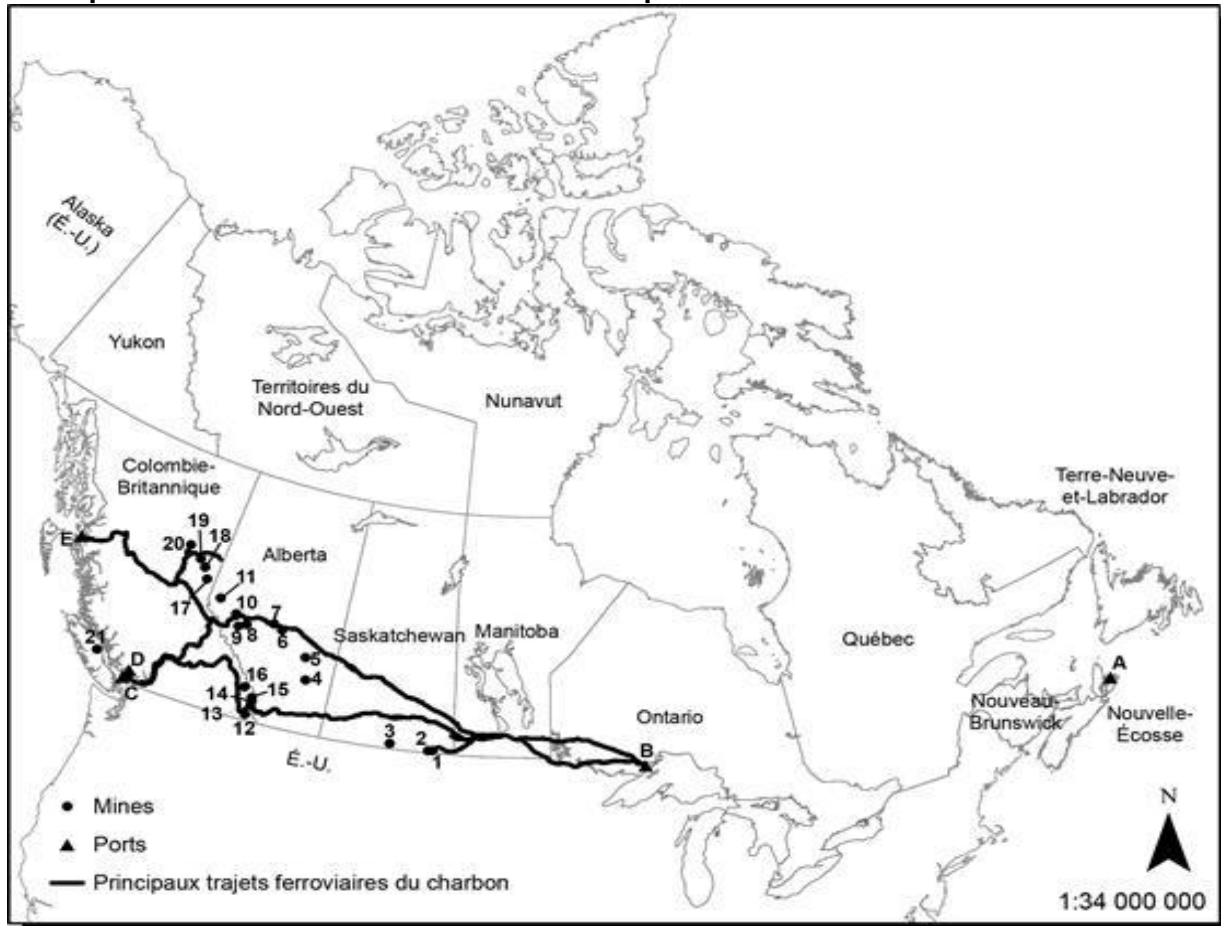 Alaska
(É.-U.)
Yukon
Territoires du
Nord-Ouest
Nunavut
Colombie-
Britannique
Terre-Neuve-
et-Labrador
E
19
18
20
Alberta
11
17
10
7
9
8
6
Saskatchewan
Manitoba
Québec
21
D
C
5
4
16
15
14
13
12
3
2
1
É.-U.
Ontario
B
A
Nouveau-
Brunswick
Nouvelle-
Écosse
N
Mines
Ports
Principaux trajets ferroviaires du charbon
1:34 000 000